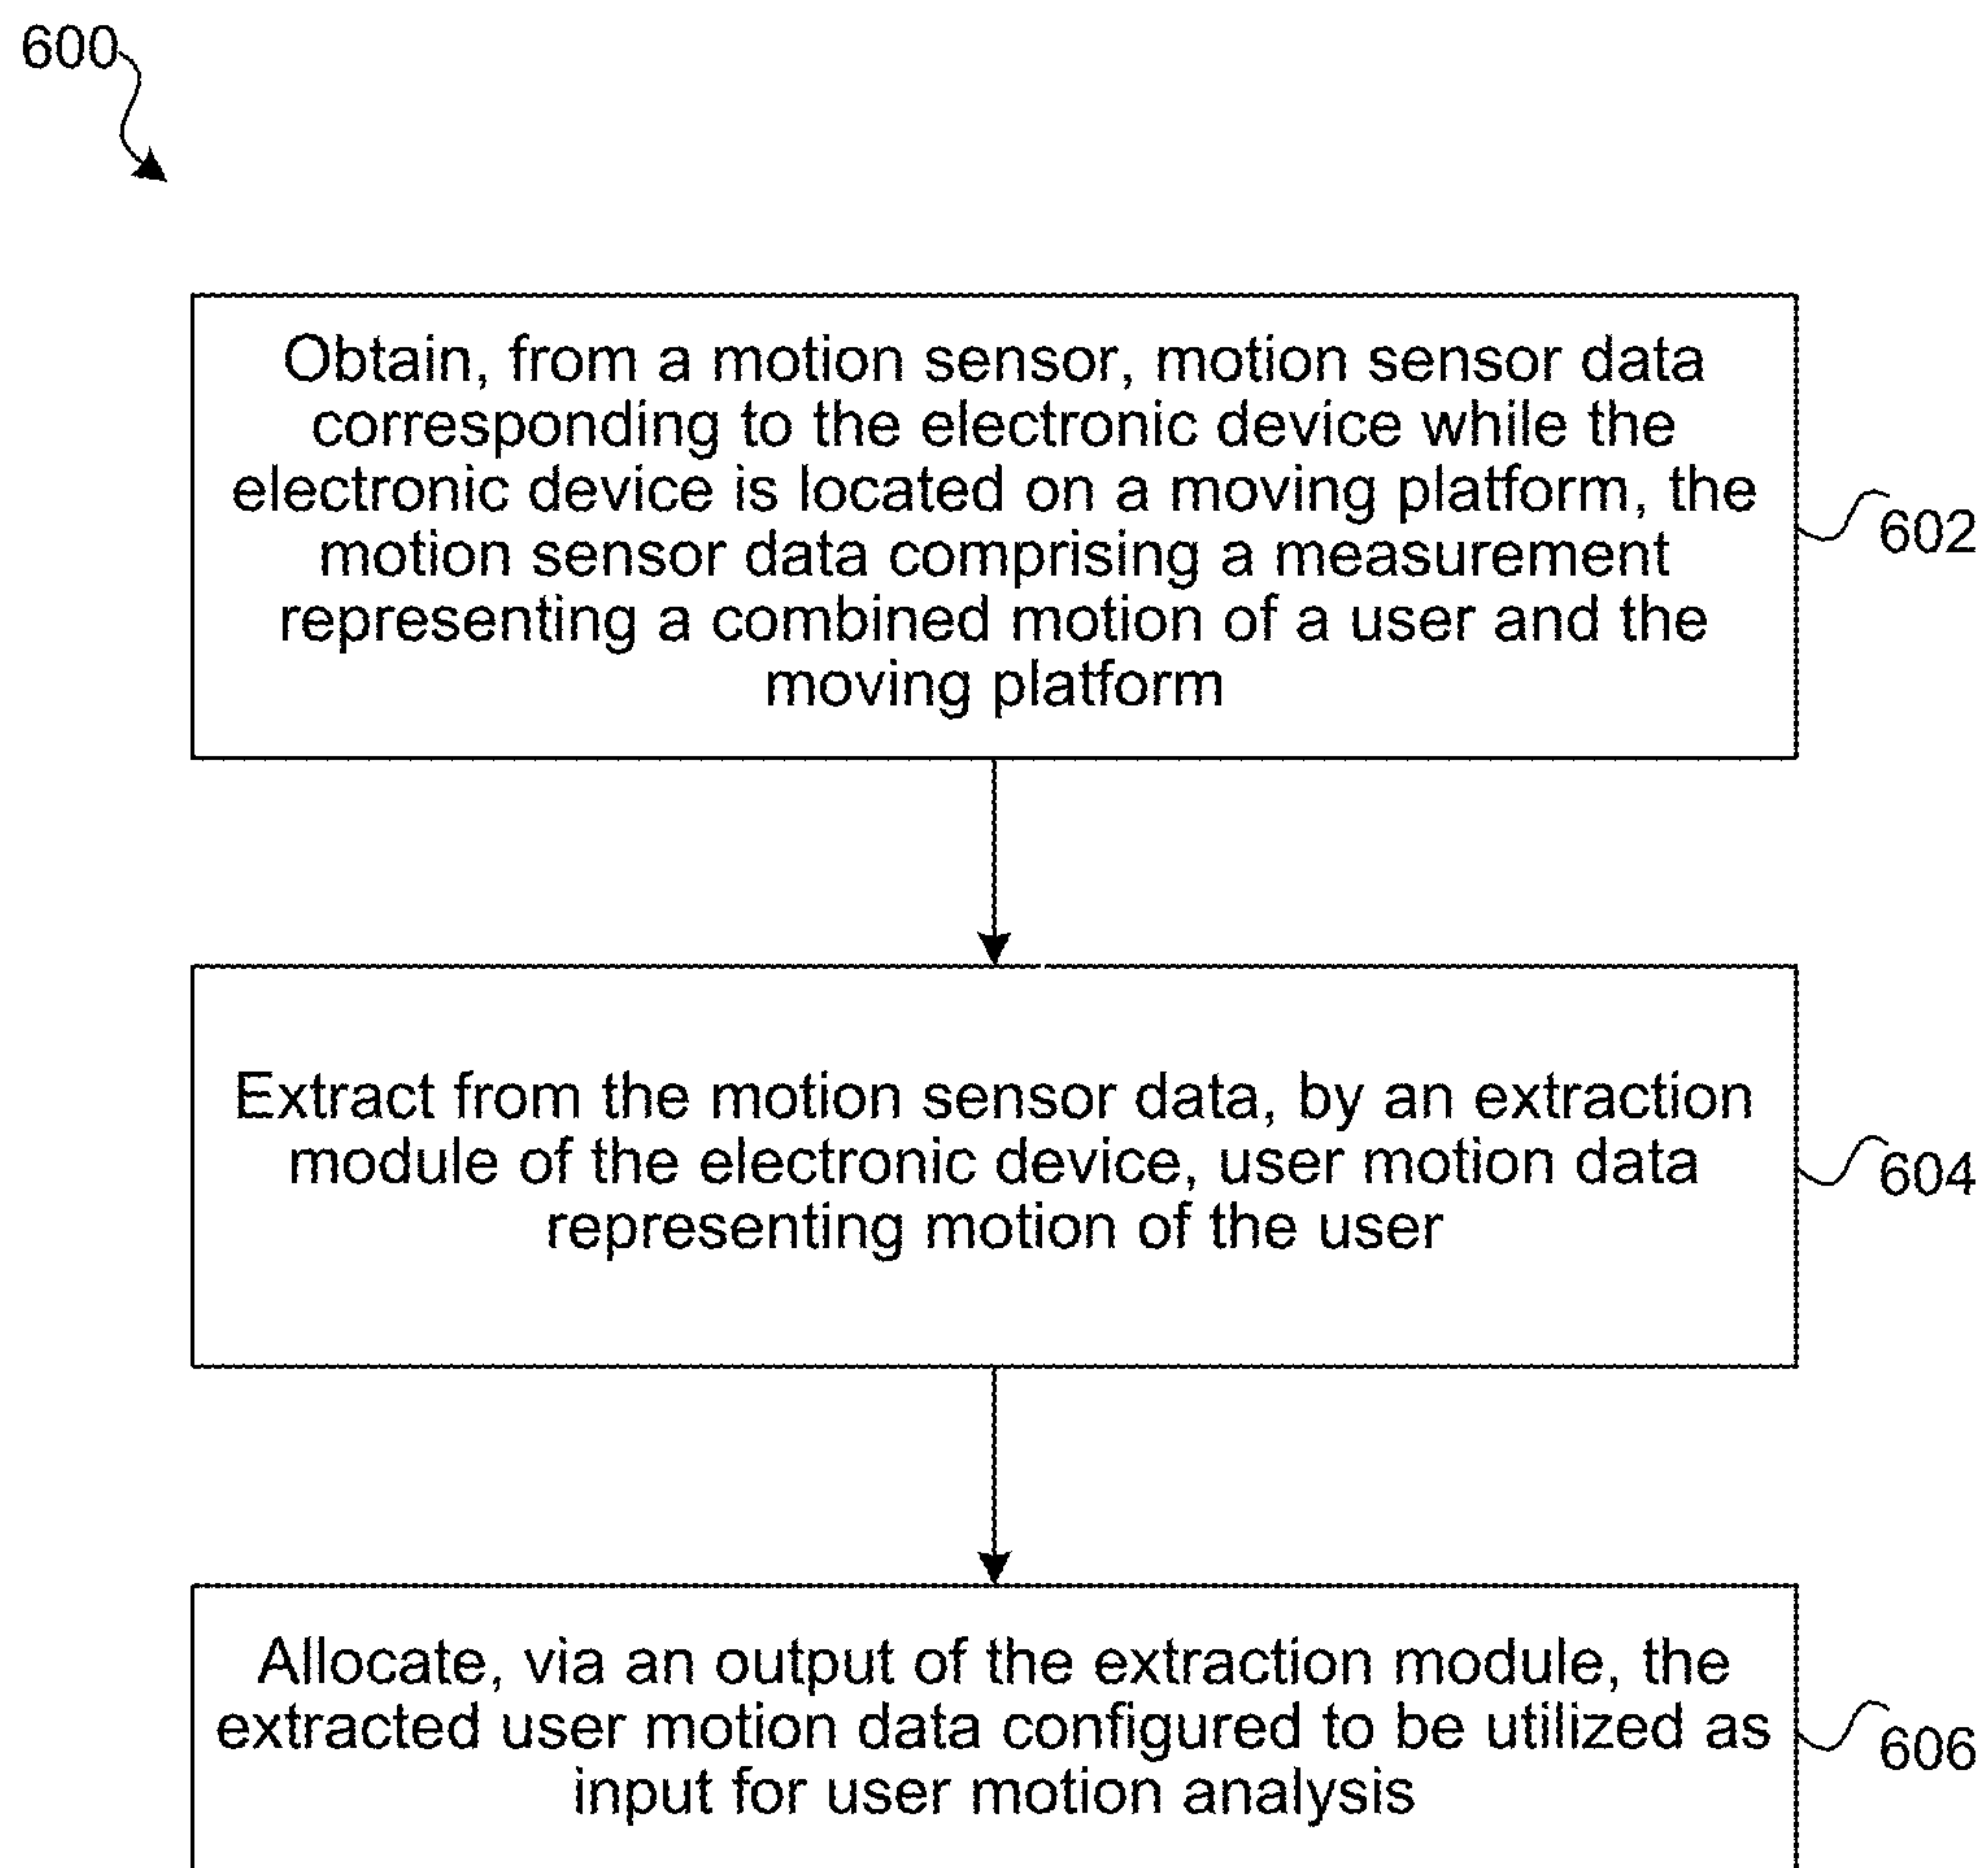 600
Obtain, from a motion sensor, motion sensor data
corresponding to the electronic device while the
electronic device is located on a moving platform, the
motion sensor data comprising a measurement
representing a combined motion of a user and the
moving platform
602
Extract from the motion sensor data, by an extraction
module of the electronic device, user motion data
representing motion of the user
604
Allocate, via an output of the extraction module, the
extracted user motion data configured to be utilized as
input for user motion analysis
606